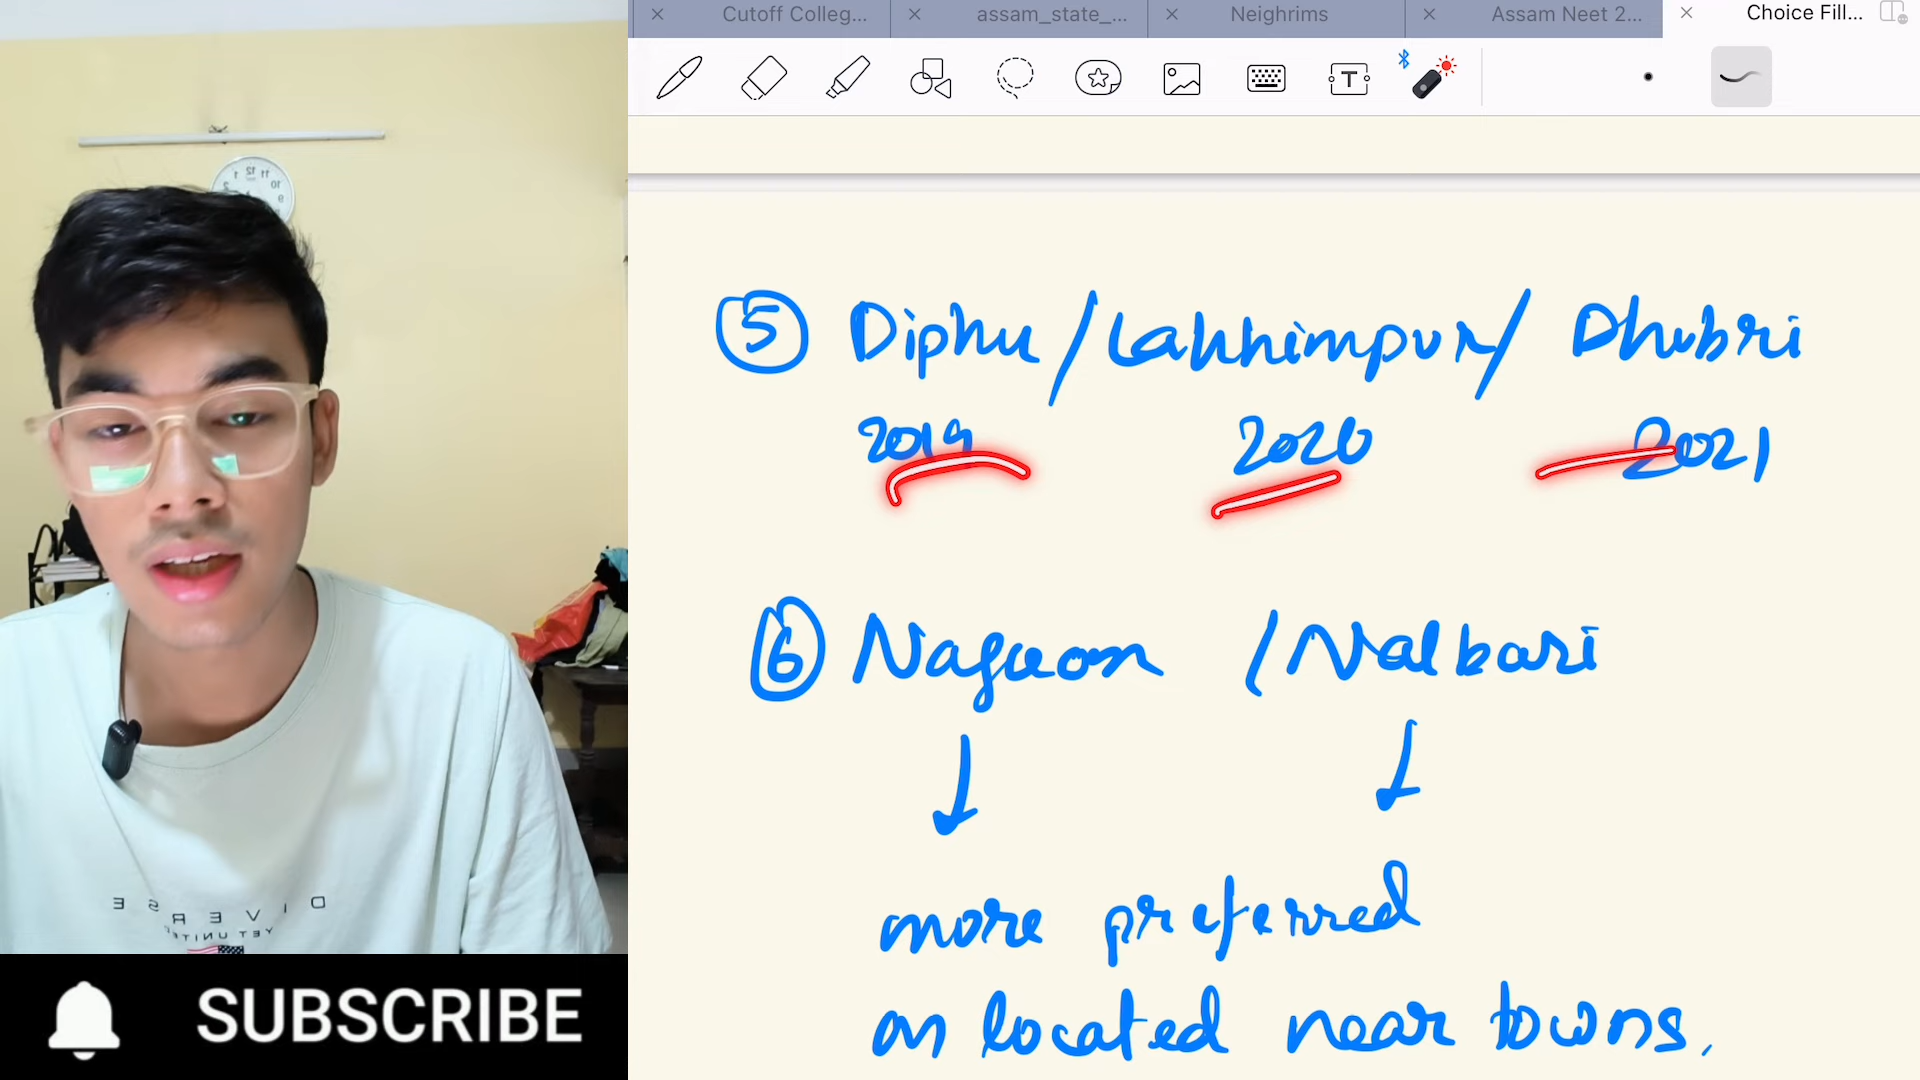 Cutoff Colleg...
assam_state_...
Neighrims
Assam Neet 2...
Choice Fill...
T
5 Diphu / Lakhimpur / Dhubri
2019 2020 2021
6 Nagaon / Nalbari
more preferred
as located near towns.
DIVERSE
SUBSCRIBE